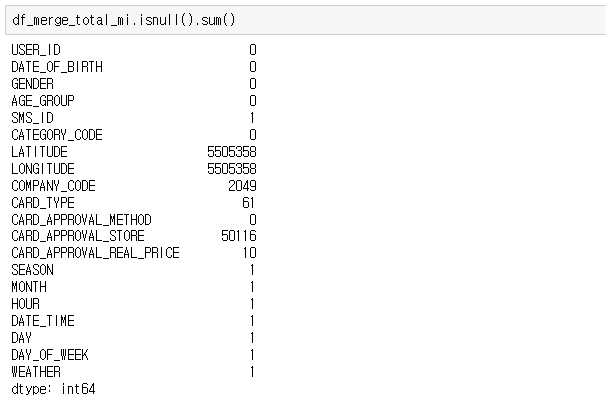 df_merge_total_mi.isnull().sum()
USER_ID 0
DATE_OF_BIRTH 0
GENDER 0
AGE_GROUP 0
SMS_ID 1
CATEGORY_CODE 0
LATITUDE 5505358
LONGITUDE 5505358
COMPANY_CODE 2049
CARD_TYPE 61
CARD_APPROVAL_METHOD 0
CARD_APPROVAL_STORE 50116
CARD_APPROVAL_REAL_PRICE 10
SEASON 1
MONTH 1
HOUR 1
DATE_TIME 1
DAY 1
DAY_OF_WEEK 1
WEATHER 1
dtype: int64